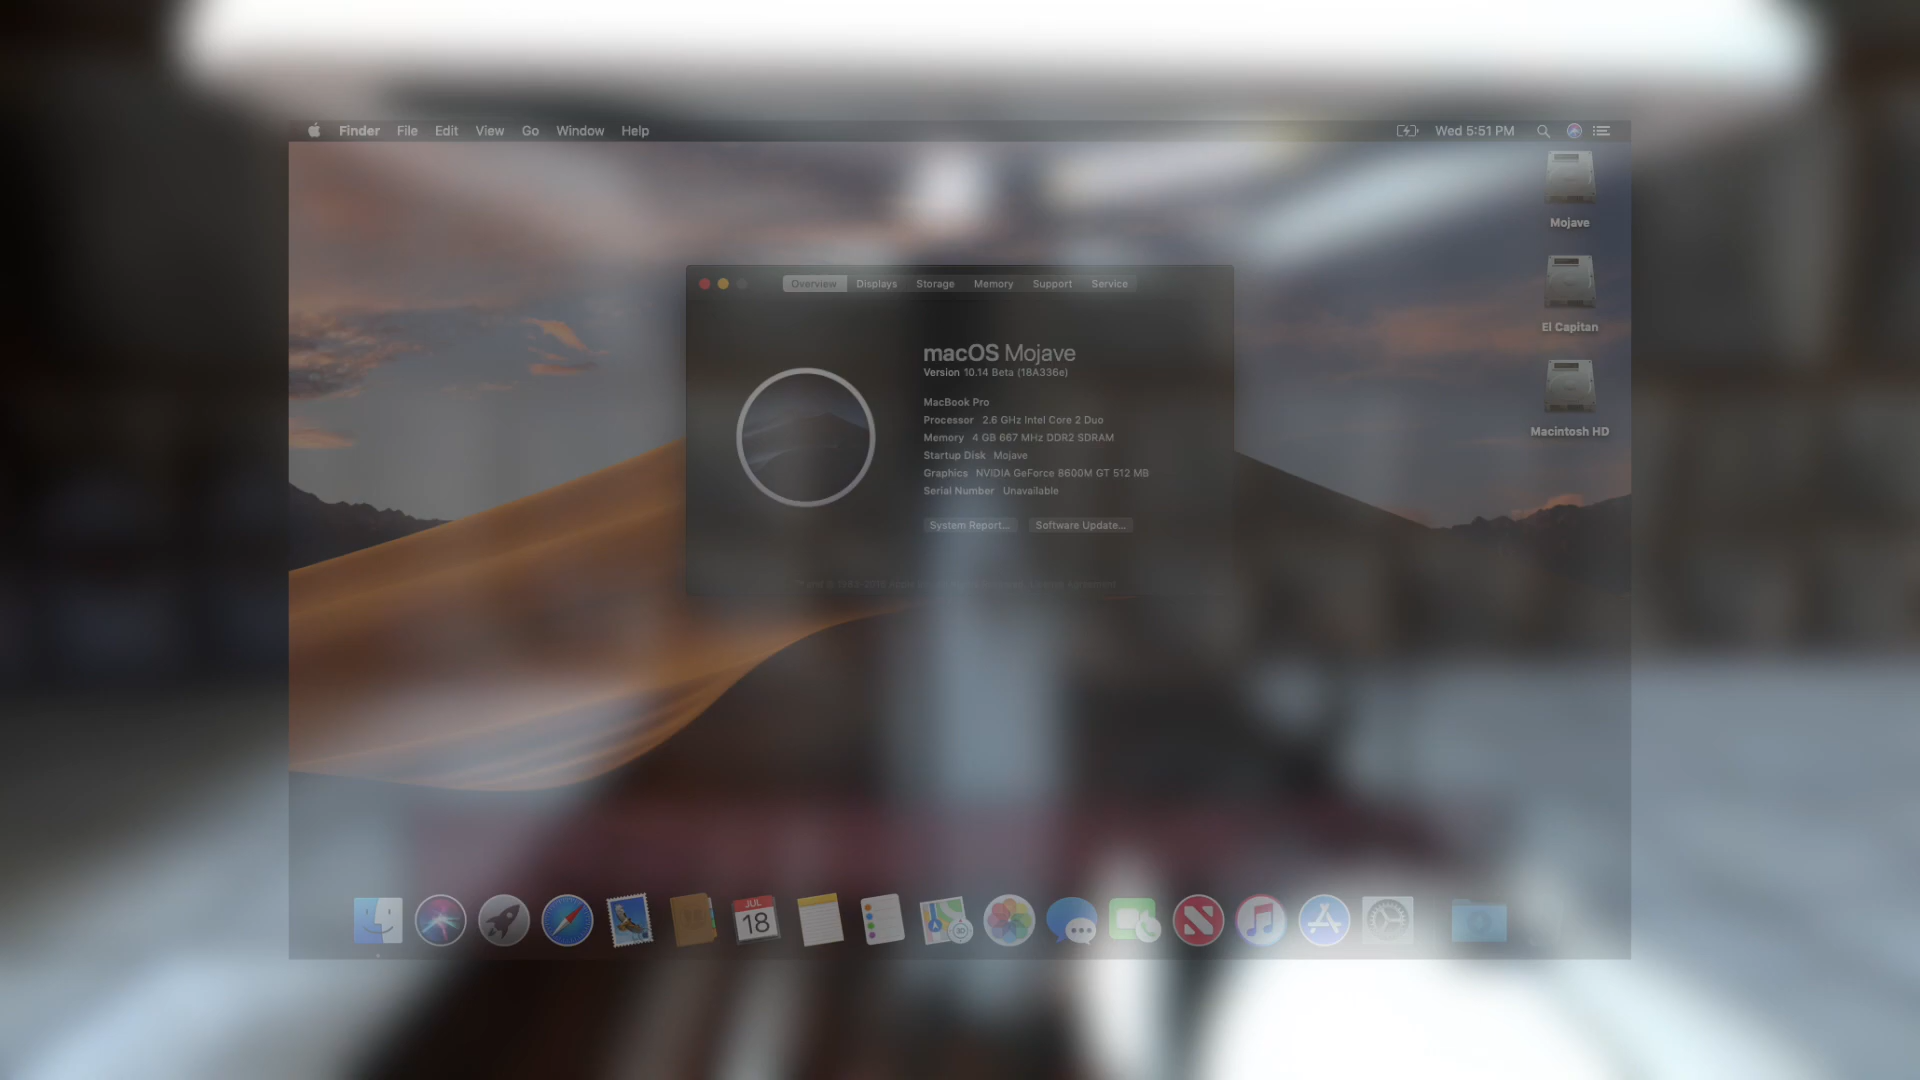 Finder File Edit View Go Window Help
Wed 5:51 PM
Mojave
El Capitan
Macintosh HD
Overview Displays Storage Memory Support Service
macOS Mojave
Version 10.14 Beta (18A336e)
MacBook Pro
Processor 2.6 GHz Intel Core 2 Duo
Memory 4 GB 667 MHz DDR2 SDRAM
Startup Disk Mojave
Graphics NVIDIA GeForce 8600M GT 512 MB
Serial Number Unavailable
System Report... Software Update...
License Agreement
JUL
18
3D